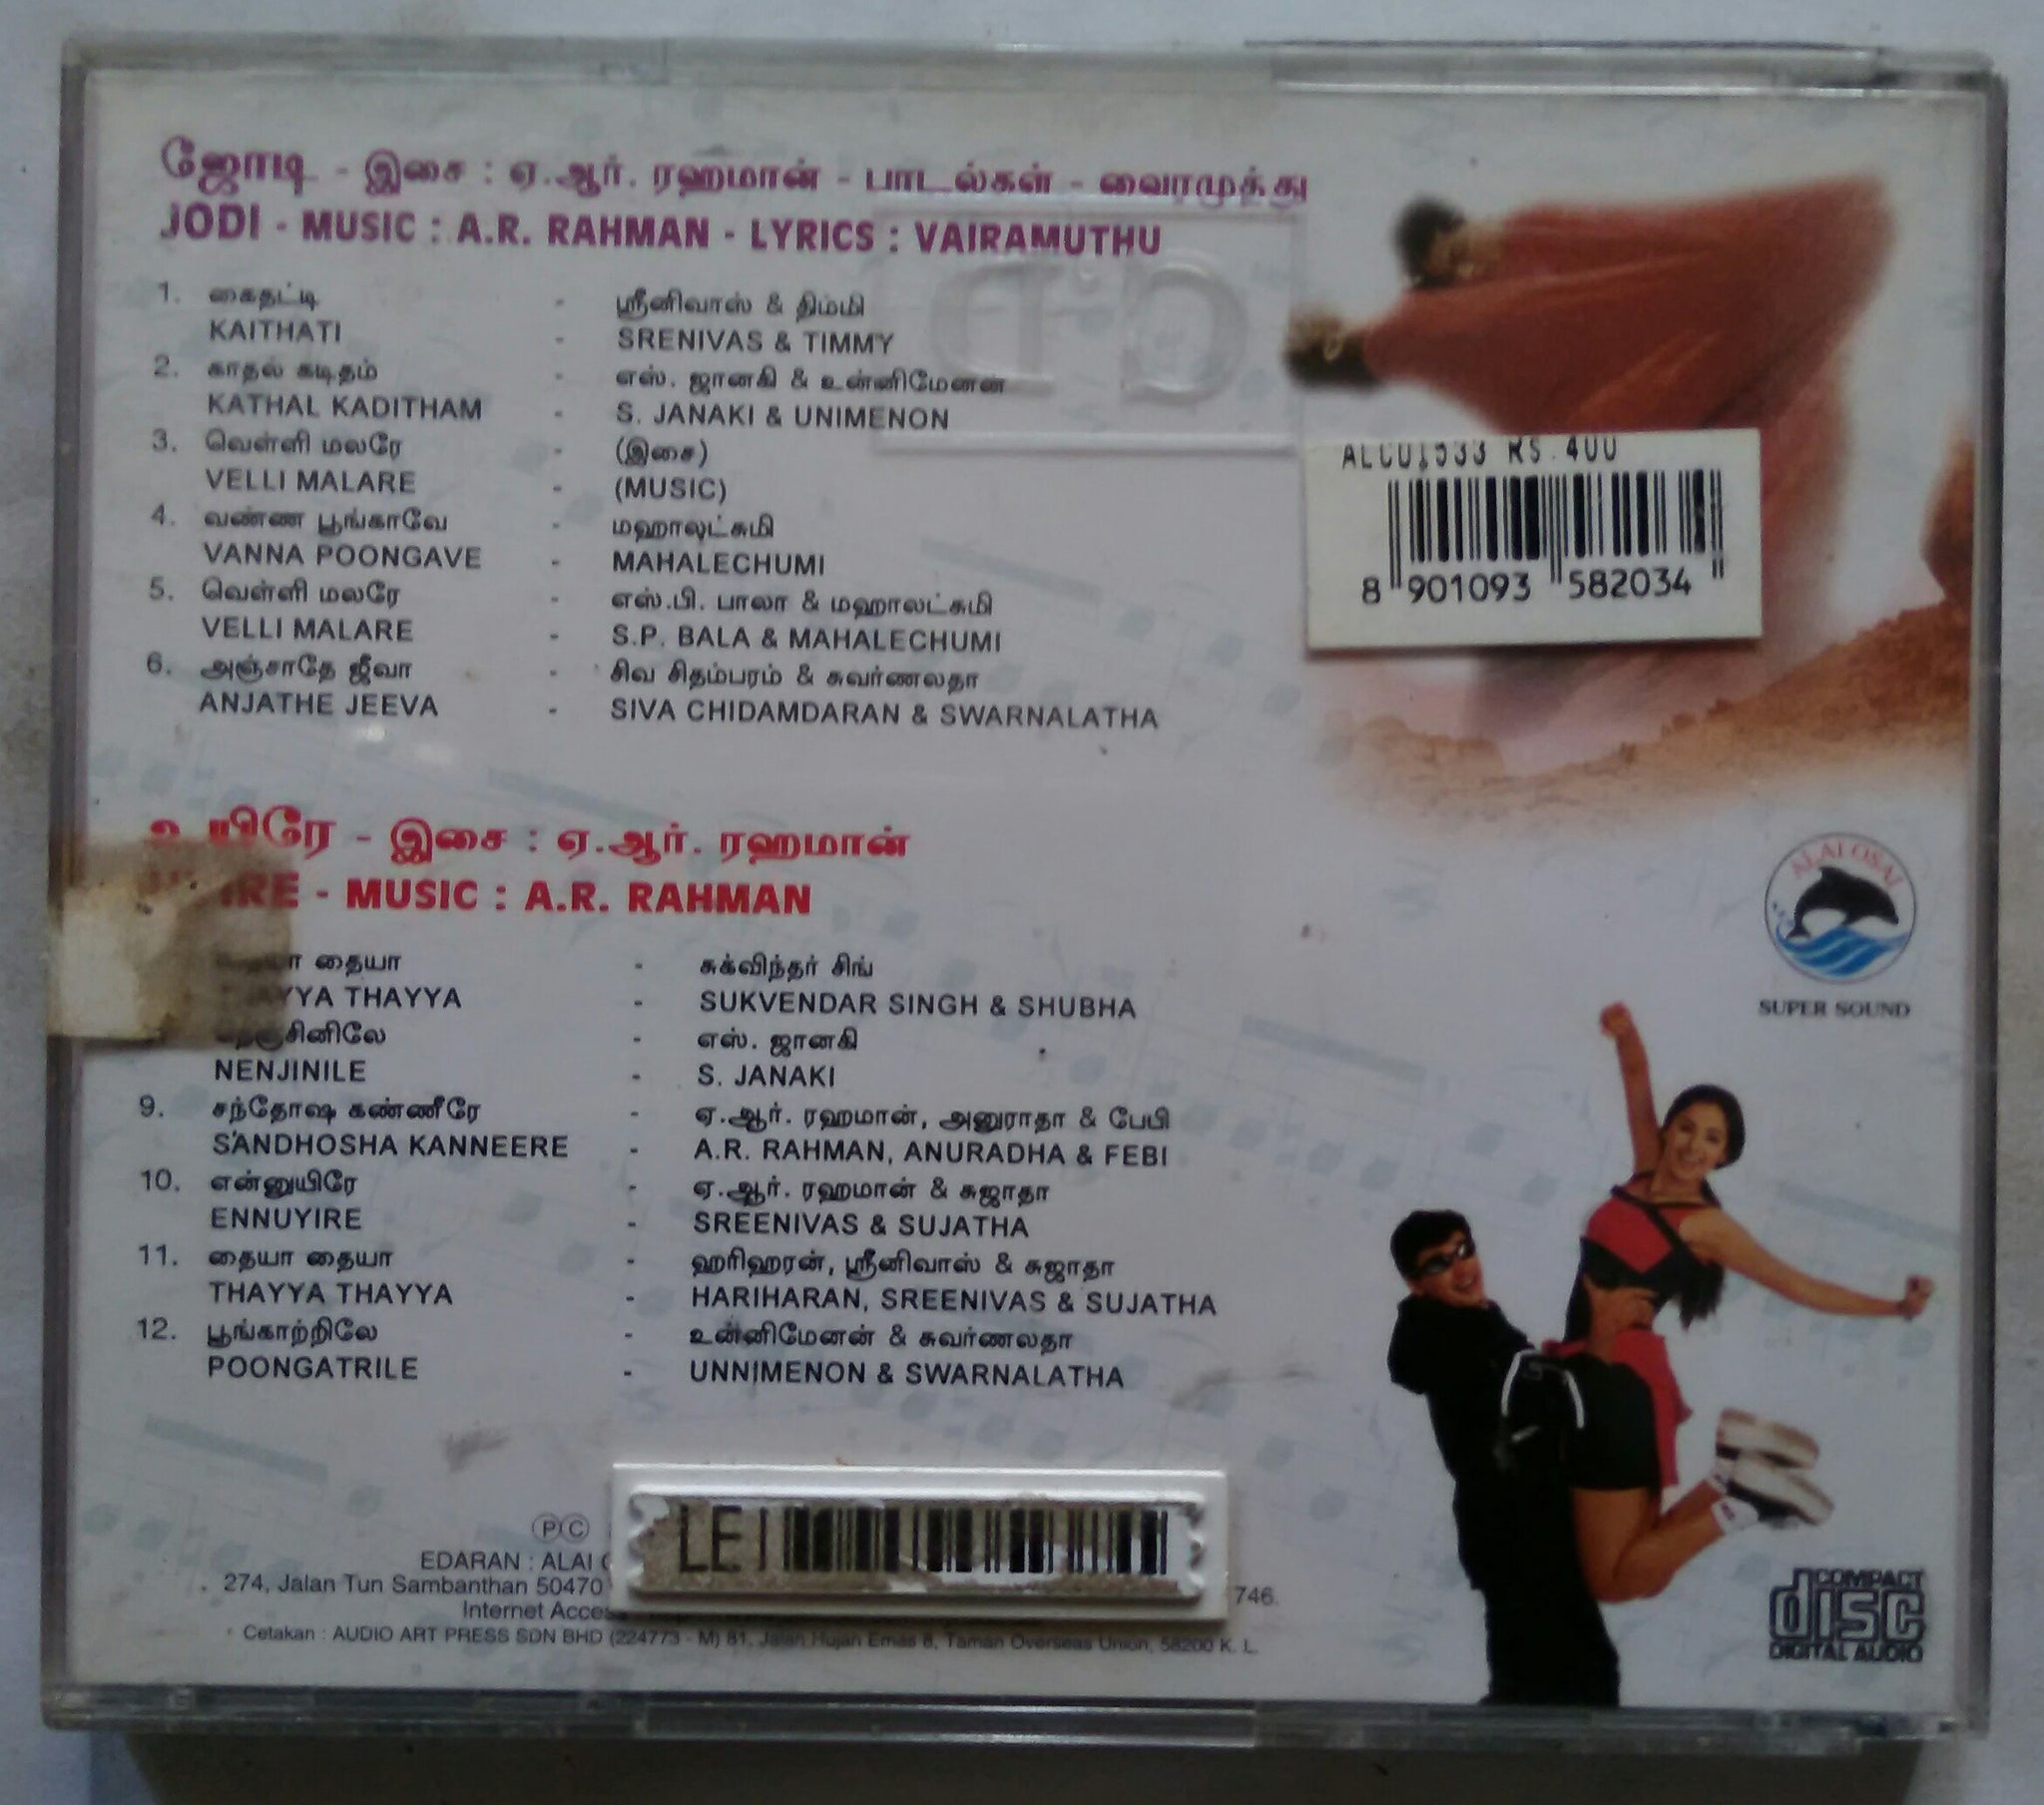 ஜோடி - இசை : ஏ.ஆர். ரஹமான் - பாடல்கள் - வைரமுத்து
JODI - MUSIC : A.R. RAHMAN - LYRICS : VAIRAMUTHU
1. கைதட்டி - ஸ்ரீனிவாஸ் & திம்மி
KAITHATI - SRENIVAS & TIMMY
2. காதல் கடிதம் - எஸ். ஜானகி & உன்னிமேனன்
KATHAL KADITHAM - S. JANAKI & UNIMENON
3. வெள்ளி மலரே - (இசை)
VELLI MALARE - (MUSIC)
4. வண்ண பூங்காவே - மஹாலட்சுமி
VANNA POONGAVE - MAHALECHUMI
5. வெள்ளி மலரே - எஸ்.பி. பாலா & மஹாலட்சுமி
VELLI MALARE - S.P. BALA & MAHALECHUMI
6. அஞ்சாதே ஜீவா - சிவ சிதம்பரம் & சுவர்ணலதா
ANJATHE JEEVA - SIVA CHIDAMDARAN & SWARNALATHA
ALCD1533 RS.400
8 901093 582034
உயிரே - இசை : ஏ.ஆர். ரஹமான்
- MUSIC : A.R. RAHMAN
தையா - சுக்விந்தர் சிங்
THAYYA - SUKVENDAR SINGH & SHUBHA
நெஞ்சினிலே - எஸ். ஜானகி
NENJINILE - S. JANAKI
9. சந்தோஷ கண்ணீரே - ஏ.ஆர். ரஹமான், அனுராதா & பேபி
SANDHOSHA KANNEERE - A.R. RAHMAN, ANURADHA & FEBI
10. என்னுயிரே - ஏ.ஆர். ரஹமான் & சுஜாதா
ENNUYIRE - SREENIVAS & SUJATHA
11. தையா தையா - ஹரிஹரன், ஸ்ரீனிவாஸ் & சுஜாதா
THAYYA THAYYA - HARIHARAN, SREENIVAS & SUJATHA
12. பூங்காற்றிலே - உன்னிமேனன் & சுவர்ணலதா
POONGATRILE - UNNIMENON & SWARNALATHA
ALAI OSAI
SUPER SOUND
ⓅⒸ
EDARAN : ALAI
274, Jalan Tun Sambanthan 50470 746.
Internet
Cetakan : AUDIO ART PRESS SDN BHD (224773 - M) 81, Jalan Hujan Emas 8, Taman Overseas Union, 58200 K. L.
LE
COMPACT
disc
DIGITAL AUDIO